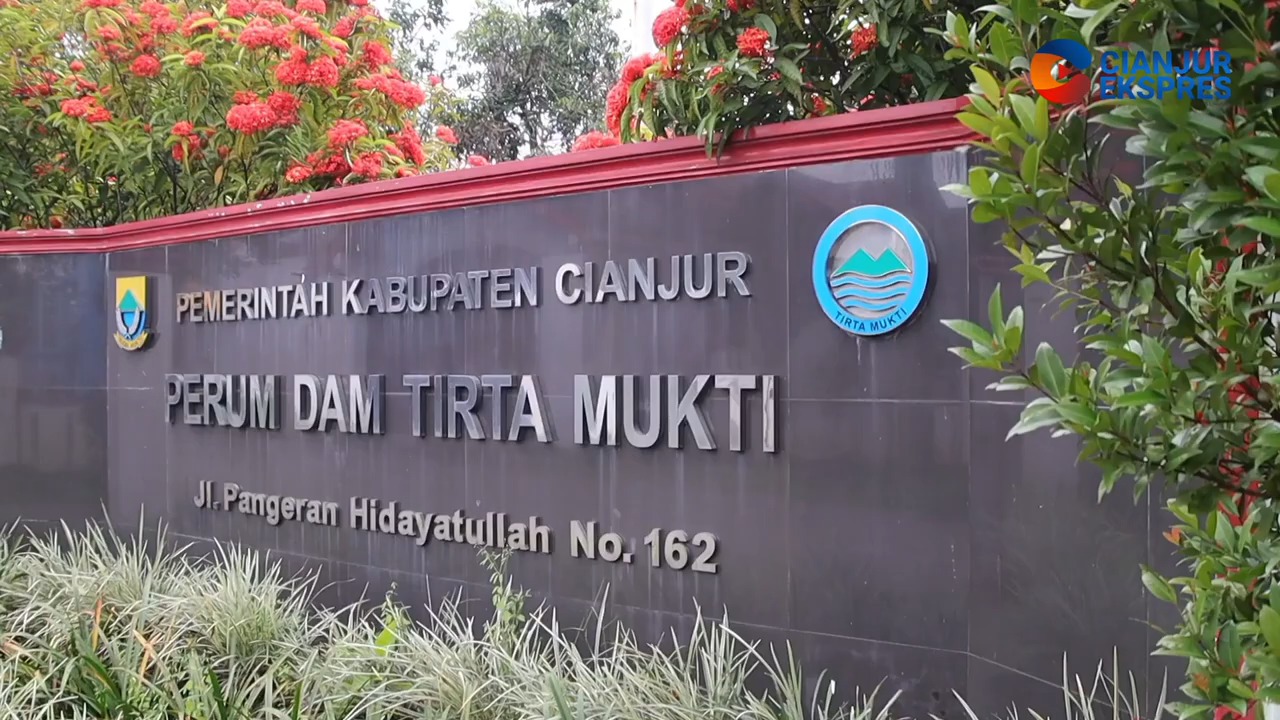 CIANJUR
EKSPRES
PEMERINTAH KABUPATEN CIANJUR
PERUM DAM TIRTA MUKTI
Jl. Pangeran Hidayatullah No. 162
TIRTA MUKTI